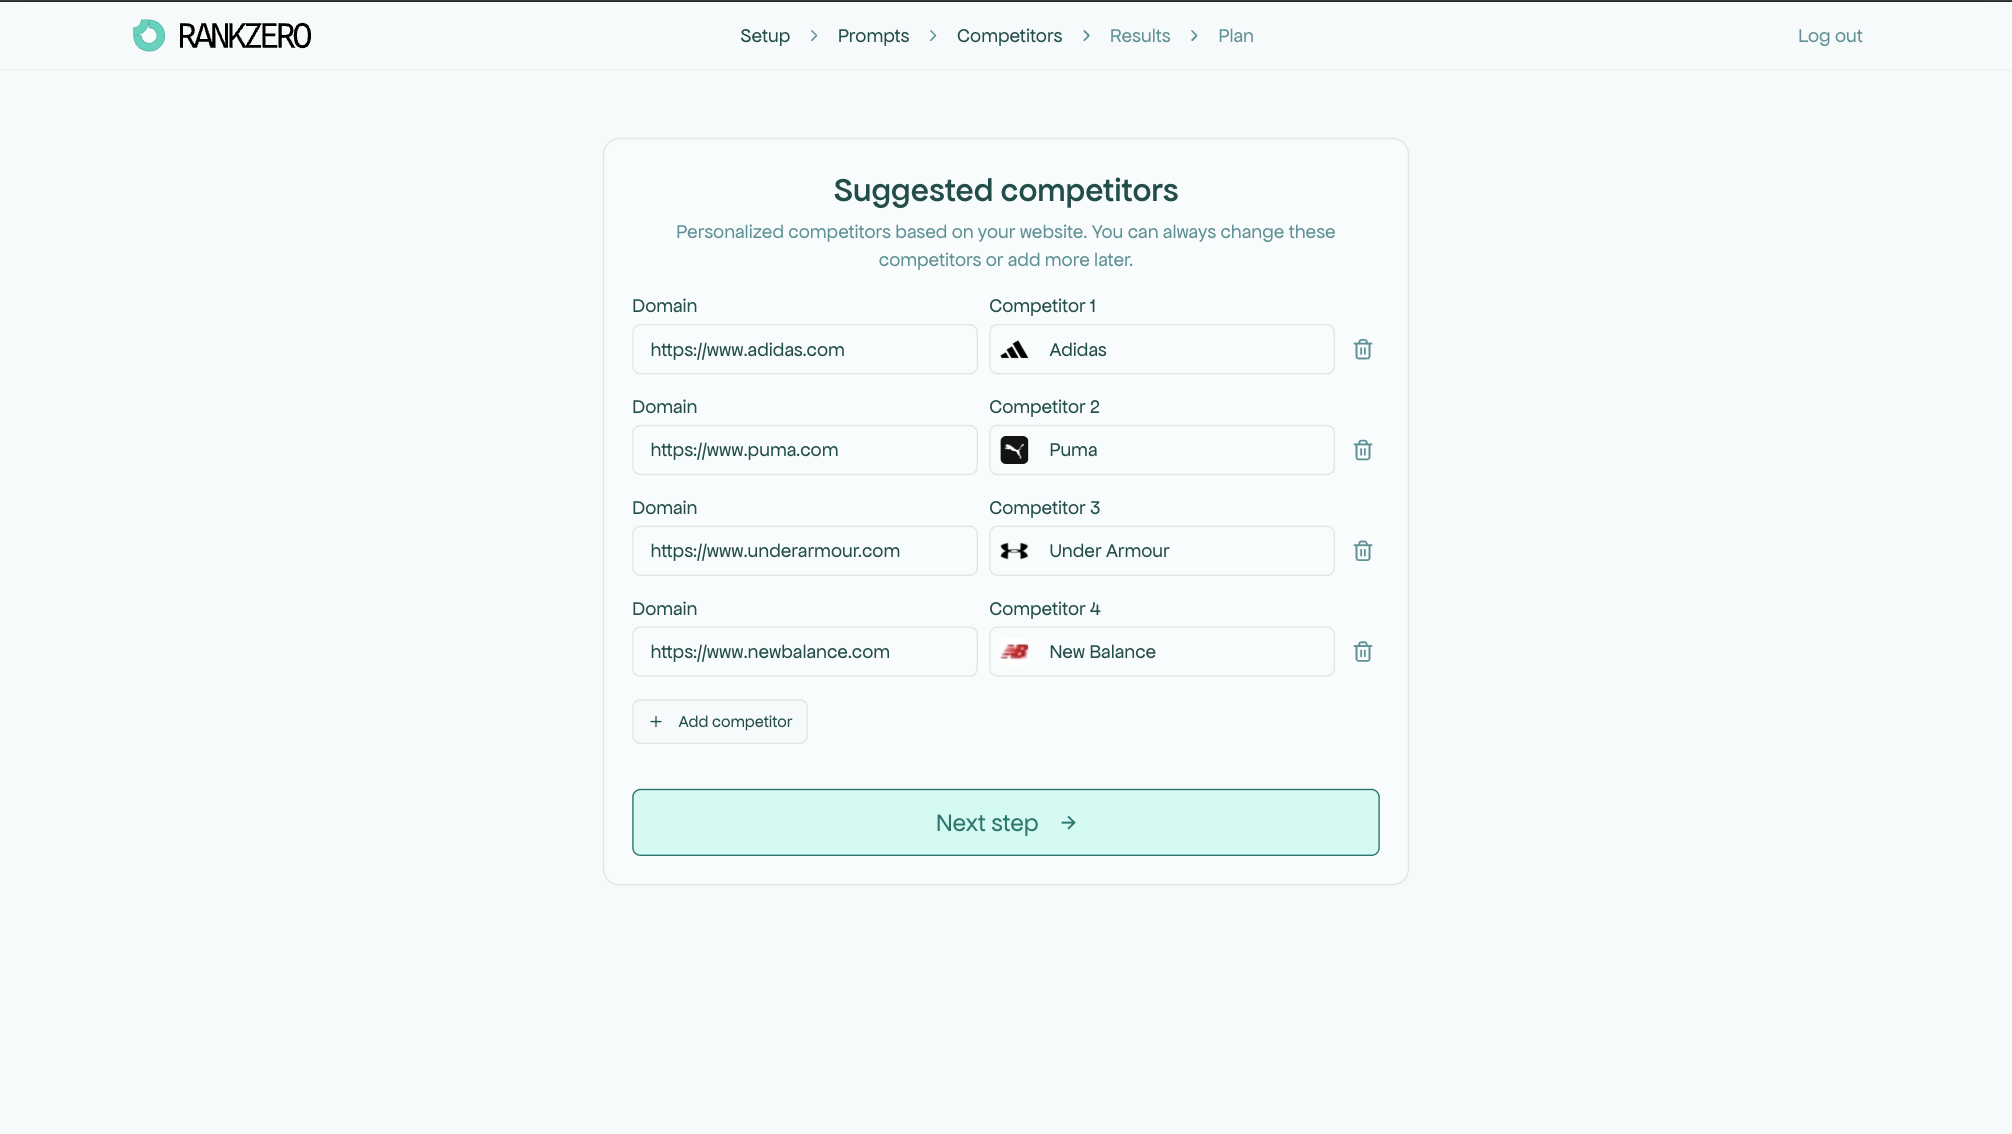 RANKZERO
Setup > Prompts > Competitors > Results > Plan
Log out
Suggested competitors
Personalized competitors based on your website. You can always change these
competitors or add more later.
Domain Competitor 1
https://www.adidas.com Adidas
Domain Competitor 2
https://www.puma.com Puma
Domain Competitor 3
https://www.underarmour.com Under Armour
Domain Competitor 4
https://www.newbalance.com New Balance
+ Add competitor
Next step →